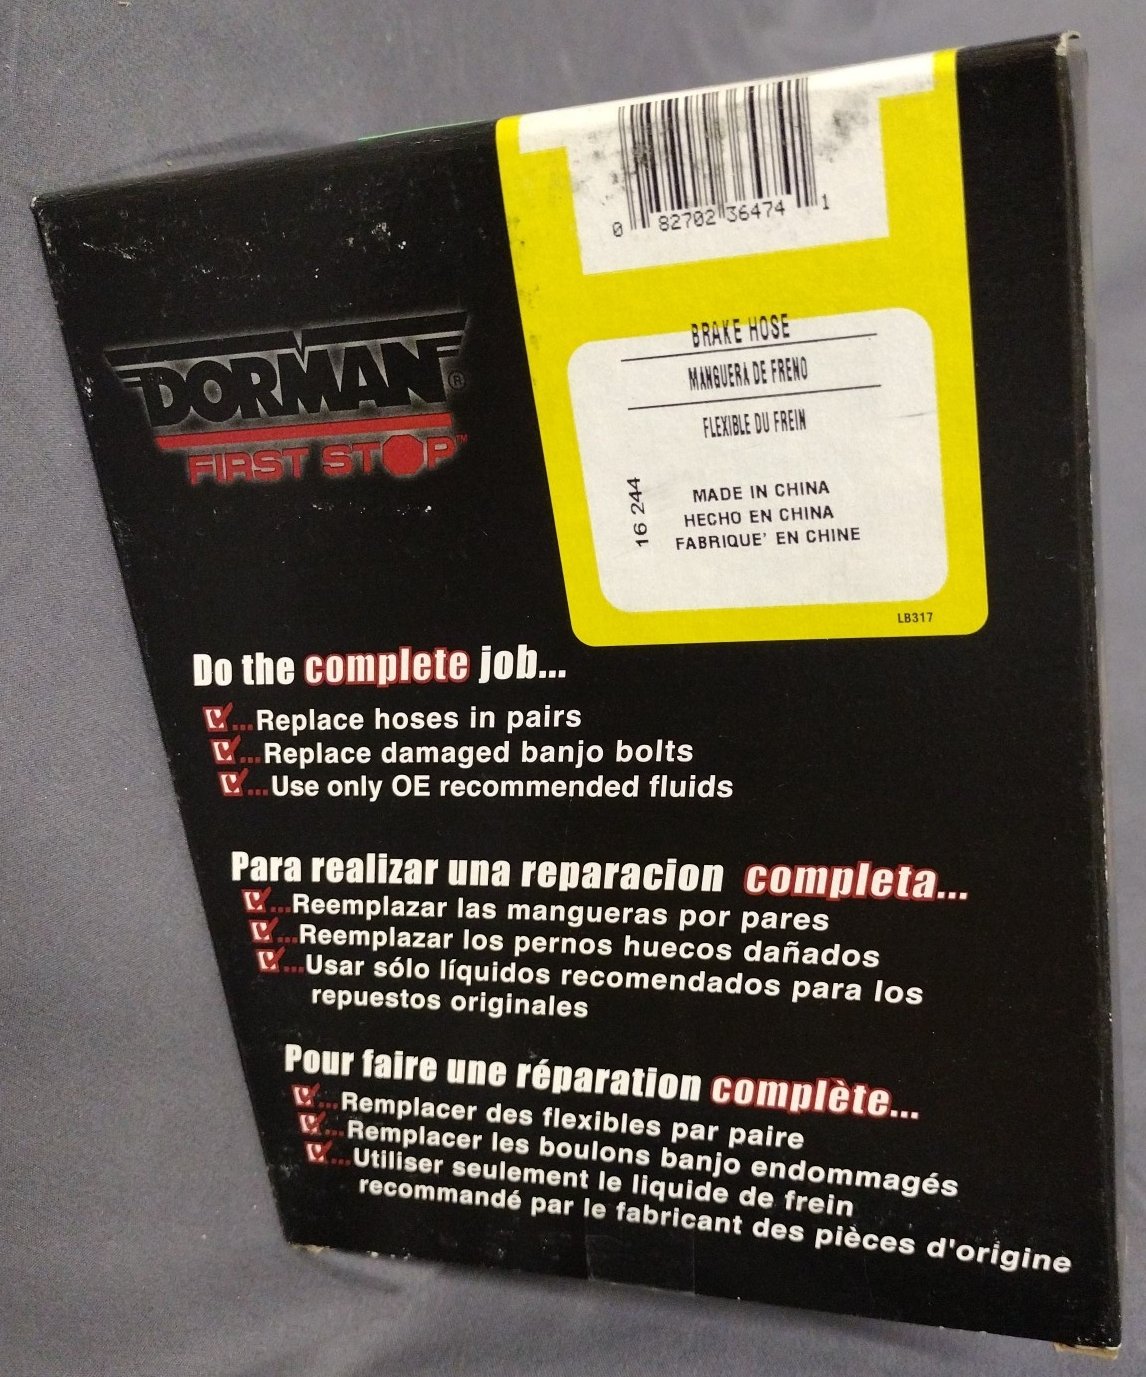 0 82702 36474 1
BRAKE HOSE
MANGUERA DE FRENO
FLEXIBLE DU FREIN
16 244
MADE IN CHINA
HECHO EN CHINA
FABRIQUE' EN CHINE
LB317
DORMAN®
FIRST STOP™
Do the complete job...
...Replace hoses in pairs
...Replace damaged banjo bolts
...Use only OE recommended fluids
Para realizar una reparacion completa...
...Reemplazar las mangueras por pares
...Reemplazar los pernos huecos dañados
...Usar sólo líquidos recomendados para los
repuestos originales
Pour faire une réparation complète...
...Remplacer des flexibles par paire
...Remplacer les boulons banjo endommagés
...Utiliser seulement le liquide de frein
recommandé par le fabricant des pièces d'origine